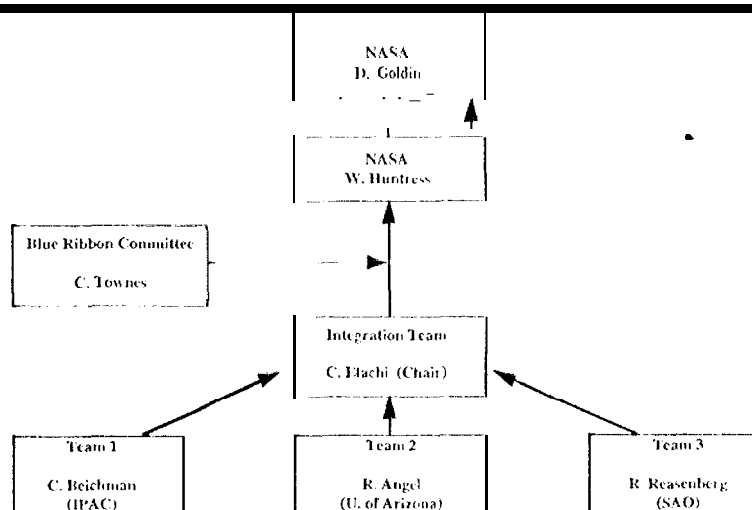 NASA
D. Goldin
NASA
W. Huntress
Blue Ribbon Committee
C. Townes
Integration Team
C. Elachi (Chair)
Team 1
C. Beichman
(IPAC)
Team 2
R. Angel
(U. of Arizona)
Team 3
R. Reasenberg
(SAO)